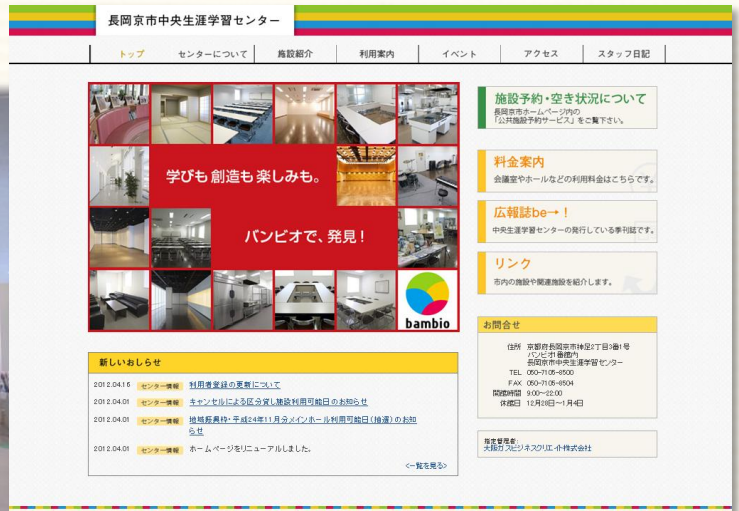 長岡京市中央生涯学習センター
トップ
センターについて
施設紹介
利用案内
イベント
アクセス
スタッフ日記
学びも創造も楽しみも。
バンビオで、発見！
bambio
施設予約・空き状況について
長岡京市ホームページ内の
「公共施設予約サービス」をご覧下さい。
料金案内
会議室やホールなどの利用料金はこちらです。
広報誌be→！
中央生涯学習センターの発行している季刊誌です。
リンク
市内の施設や関連施設を紹介します。
新しいおしらせ
2012.04.16 センター情報 利用者登録の更新について
2012.04.01 センター情報 キャンセルによる区分貸し施設利用可能日のお知らせ
2012.04.01 センター情報 地域振興枠・平成24年11月分メインホール利用可能日（抽選）のお知
らせ
2012.04.01 センター情報 ホームページをリニューアルしました。
<一覧を見る>
お問合せ
住所 京都府長岡京市神足2丁目3番1号
バンビオ1番館内
長岡京市中央生涯学習センター
TEL 050-7105-8500
FAX 050-7105-8504
開館時間 9:00～22:00
休館日 12月28日～1月4日
指定管理者：
大阪ガスビジネスクリエイト株式会社